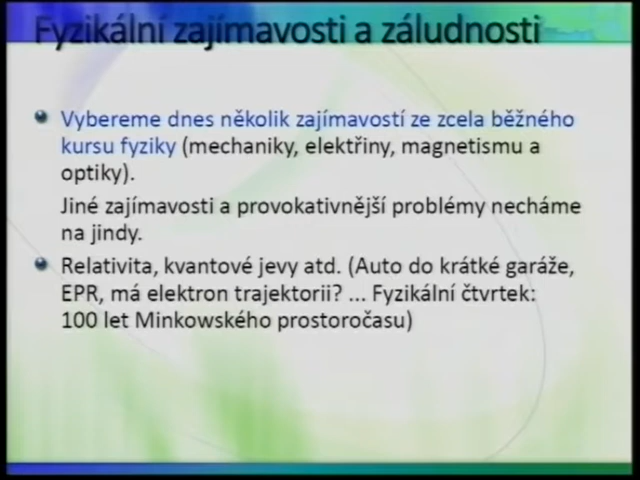 Fyzikální zajímavosti a záludnosti
Vybereme dnes několik zajímavostí ze zcela běžného
kursu fyziky (mechaniky, elektřiny, magnetismu a
optiky).
Jiné zajímavosti a provokativnější problémy necháme
na jindy.
Relativita, kvantové jevy atd. (Auto do krátké garáže,
EPR, má elektron trajektorii? ... Fyzikální čtvrtek:
100 let Minkowského prostoročasu)